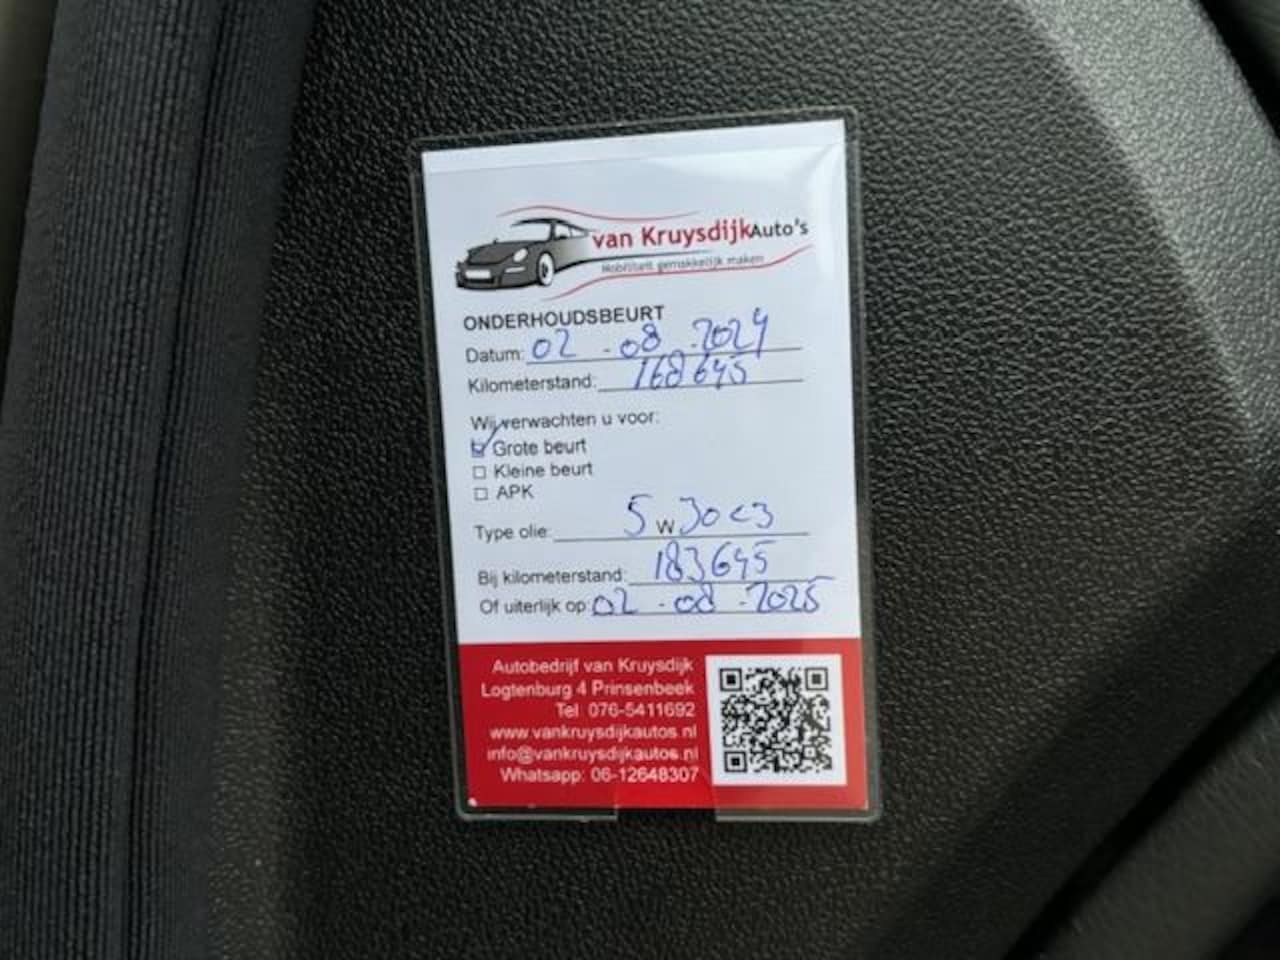 van Kruysdijk Auto's
Mobiliteit gemakkelijk maken
ONDERHOUDSBEURT
Datum: 02-08-2024
Kilometerstand: 168645
Wij verwachten u voor:
Grote beurt
Kleine beurt
APK
Type olie: 5 W 30 C3
Bij kilometerstand: 183645
Of uiterlijk op: 02-08-2025
Autobedrijf van Kruysdijk
Logtenburg 4 Prinsenbeek
Tel 076-5411692
www.vankruysdijkautos.nl
info@vankruysdijkautos.nl
Whatsapp: 06-12648307